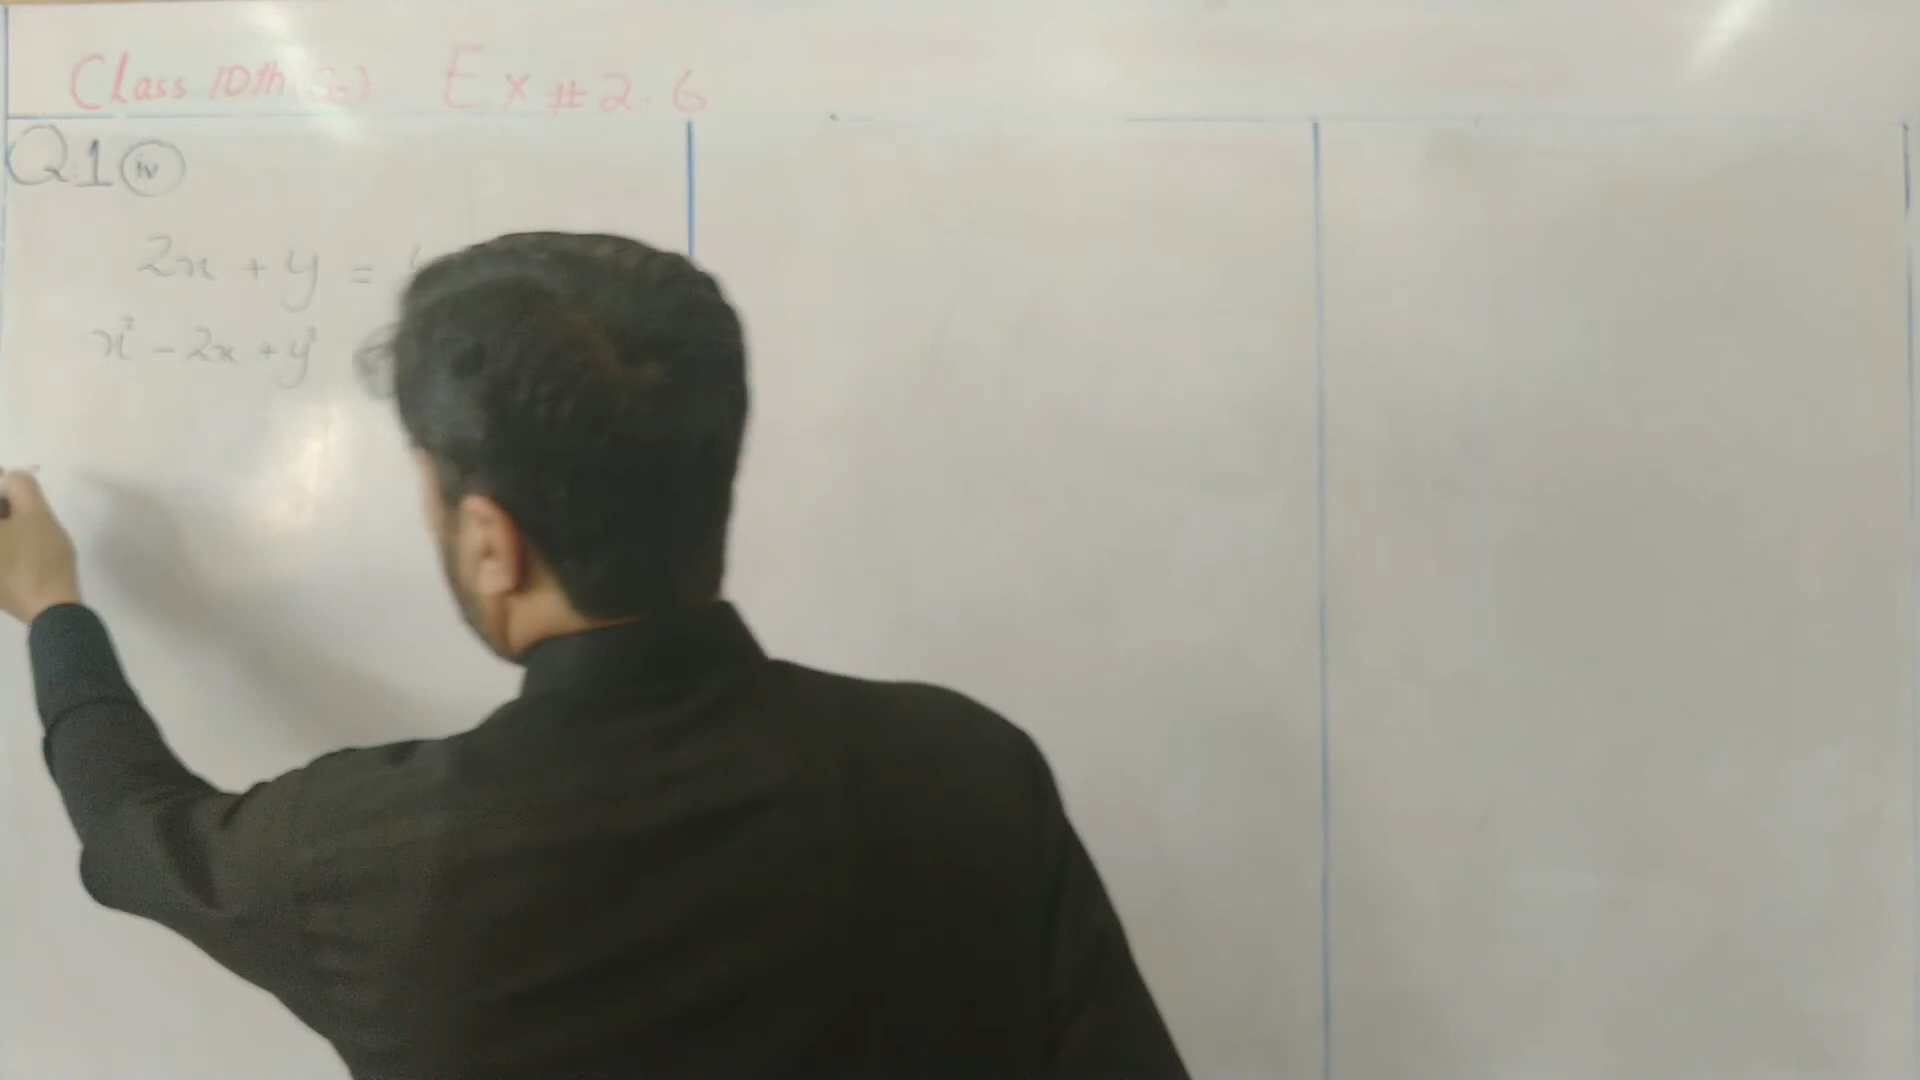 Class 10th (Sc) Ex # 2.6
Q1 iv
2x + y =
x² - 2x + y²